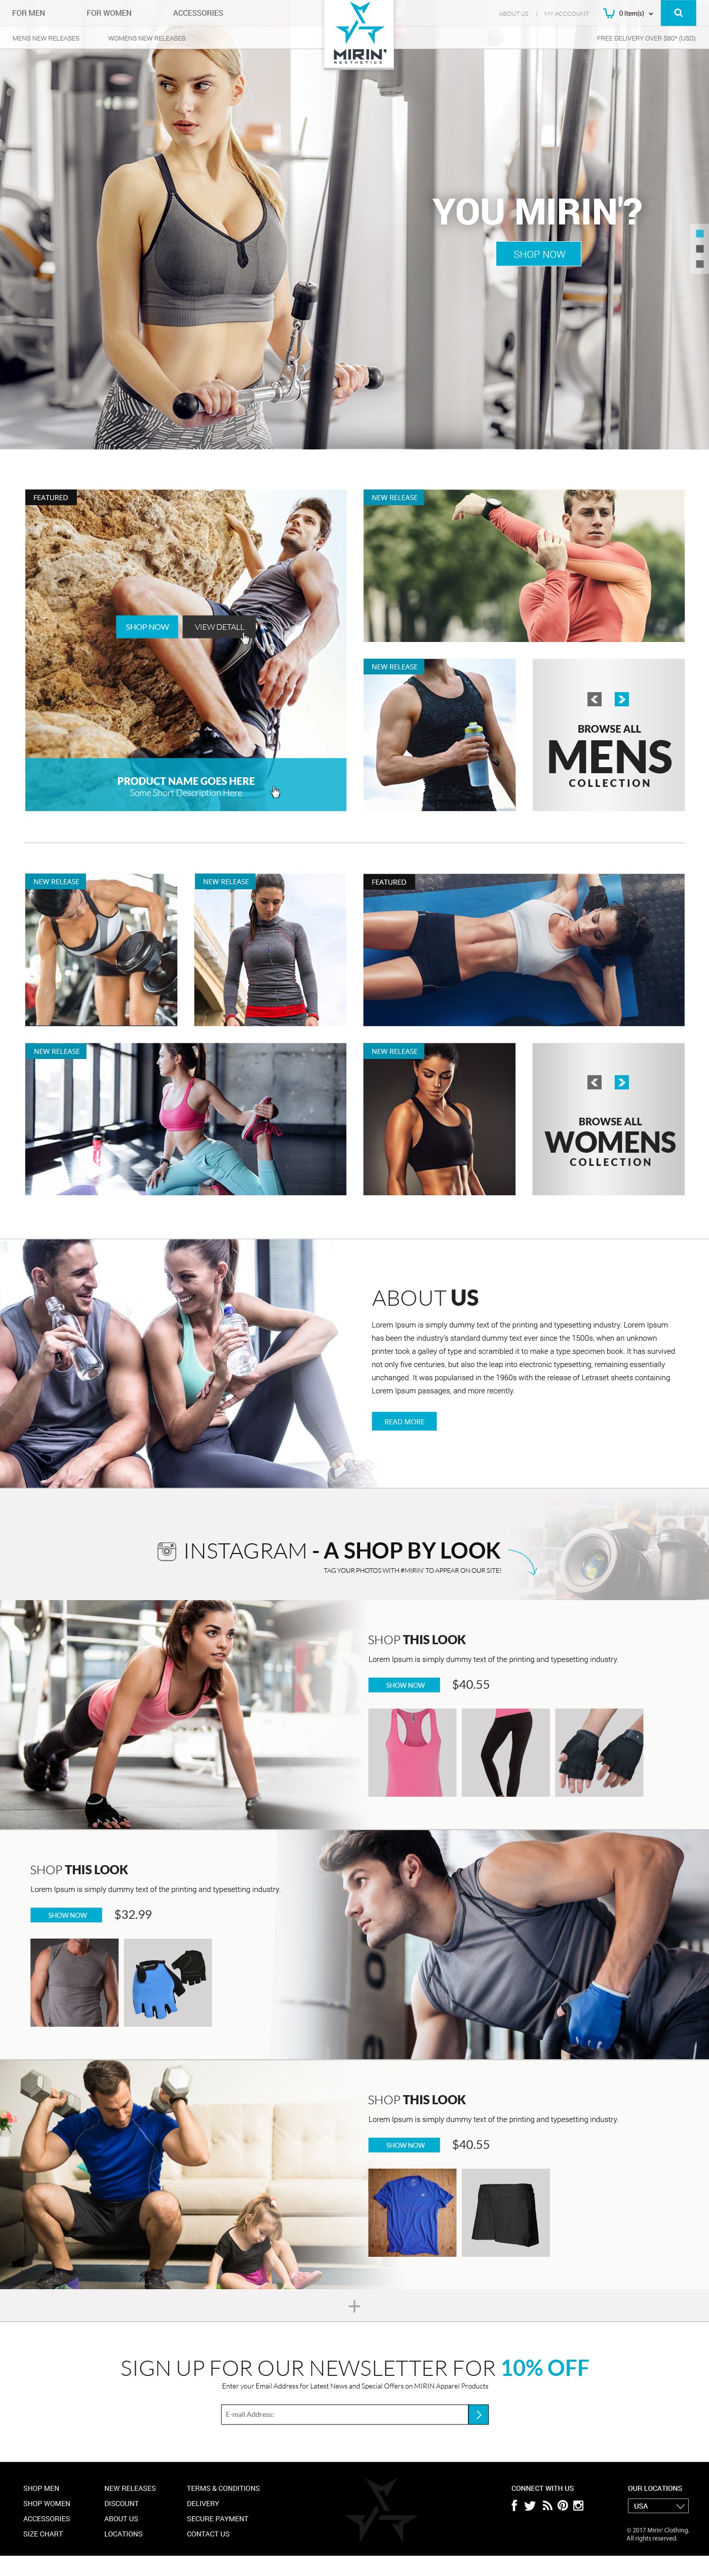 FOR MEN
FOR WOMEN
ACCESSORIES
ABOUT US | MY ACCCOUNT
0 item(s)
MENS NEW RELEASES
WOMENS NEW RELEASES
MIRIN'
AESTHETICS
FREE DELIVERY OVER $80* (USD)
YOU MIRIN'?
SHOP NOW
FEATURED
SHOP NOW
VIEW DETALL
PRODUCT NAME GOES HERE
Some Short Description Here
NEW RELEASE
NEW RELEASE
BROWSE ALL
MENS
COLLECTION
NEW RELEASE
NEW RELEASE
FEATURED
NEW RELEASE
NEW RELEASE
BROWSE ALL
WOMENS
COLLECTION
ABOUT US
Lorem Ipsum is simply dummy text of the printing and typesetting industry. Lorem Ipsum
has been the industry's standard dummy text ever since the 1500s, when an unknown
printer took a galley of type and scrambled it to make a type specimen book. It has survived
not only five centuries, but also the leap into electronic typesetting, remaining essentially
unchanged. It was popularised in the 1960s with the release of Letraset sheets containing
Lorem Ipsum passages, and more recently.
READ MORE
INSTAGRAM - A SHOP BY LOOK
TAG YOUR PHOTOS WITH #MIRIN' TO APPEAR ON OUR SITE!
SHOP THIS LOOK
Lorem Ipsum is simply dummy text of the printing and typesetting industry.
SHOW NOW
$40.55
SHOP THIS LOOK
Lorem Ipsum is simply dummy text of the printing and typesetting industry.
SHOW NOW
$32.99
SHOP THIS LOOK
Lorem Ipsum is simply dummy text of the printing and typesetting industry.
SHOW NOW
$40.55
SIGN UP FOR OUR NEWSLETTER FOR 10% OFF
Enter your Email Address for Latest News and Special Offers on MIRIN Apparel Products
E-mail Address:
SHOP MEN
SHOP WOMEN
ACCESSORIES
SIZE CHART
NEW RELEASES
DISCOUNT
ABOUT US
LOCATIONS
TERMS & CONDITIONS
DELIVERY
SECURE PAYMENT
CONTACT US
CONNECT WITH US
OUR LOCATIONS
USA
© 2017 Mirin' Clothing.
All rights reserved.